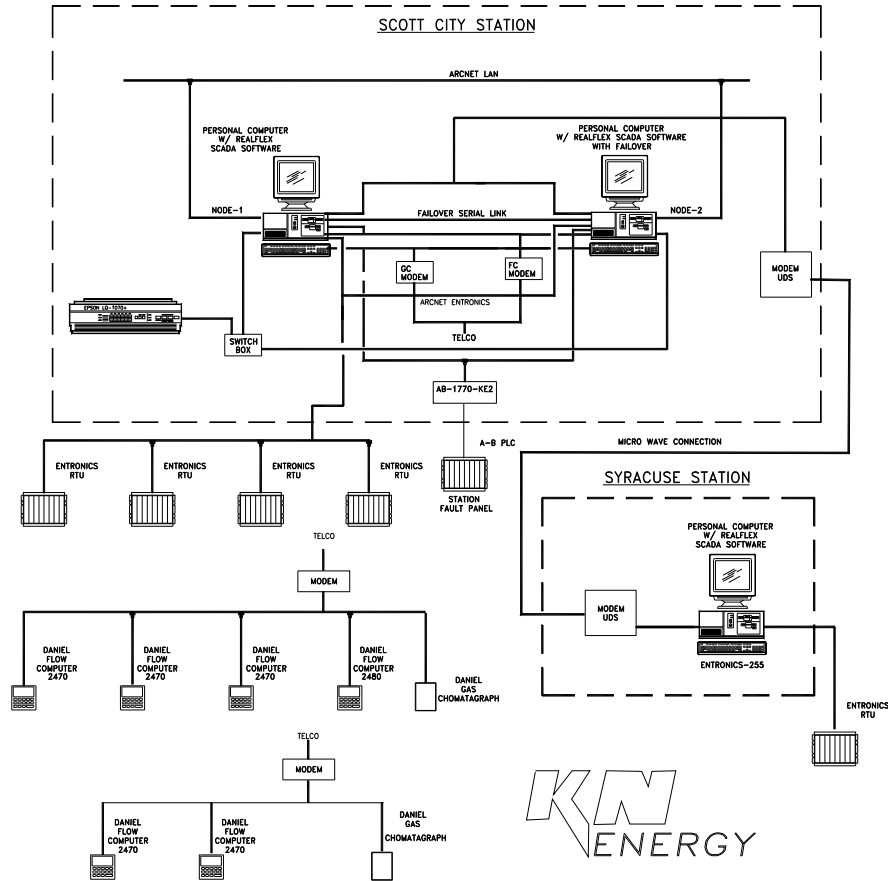 SCOTT CITY STATION
ARCNET LAN
PERSONAL COMPUTER
W/ REALFLEX
SCADA SOFTWARE
PERSONAL COMPUTER
W/ REALFLEX SCADA SOFTWARE
WITH FAILOVER
NODE-1
FAILOVER SERIAL LINK
NODE-2
GC
MODEM
FC
MODEM
MODEM
UDS
ARCNET ENTRONICS
EPSON LQ-1070+
TELCO
SWITCH
BOX
AB-1770-KE2
A-B PLC
MICRO WAVE CONNECTION
ENTRONICS
RTU
ENTRONICS
RTU
ENTRONICS
RTU
ENTRONICS
RTU
STATION
FAULT PANEL
SYRACUSE STATION
PERSONAL COMPUTER
W/ REALFLEX
SCADA SOFTWARE
MODEM
UDS
ENTRONICS-255
ENTRONICS
RTU
TELCO
MODEM
DANIEL
FLOW
COMPUTER
2470
DANIEL
FLOW
COMPUTER
2470
DANIEL
FLOW
COMPUTER
2470
DANIEL
FLOW
COMPUTER
2480
DANIEL
GAS
CHOMATAGRAPH
TELCO
MODEM
DANIEL
FLOW
COMPUTER
2470
DANIEL
FLOW
COMPUTER
2470
DANIEL
GAS
CHOMATAGRAPH
KN
ENERGY